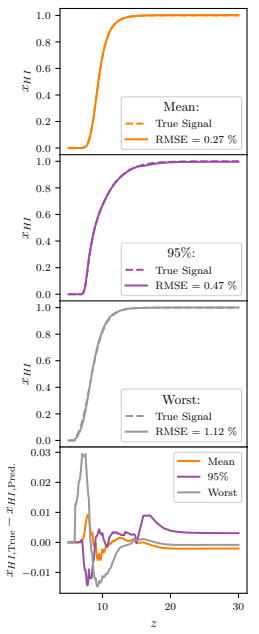 1.0
0.8
0.6
0.4
0.2
0.0
x_{HI}
Mean:
True Signal
RMSE = 0.27 %
1.0
0.8
0.6
0.4
0.2
0.0
x_{HI}
95%:
True Signal
RMSE = 0.47 %
1.0
0.8
0.6
0.4
0.2
0.0
x_{HI}
Worst:
True Signal
RMSE = 1.12 %
0.03
0.02
0.01
0.00
−0.01
x_{HI,True} − x_{HI,Pred.}
Mean
95%
Worst
10
20
30
z